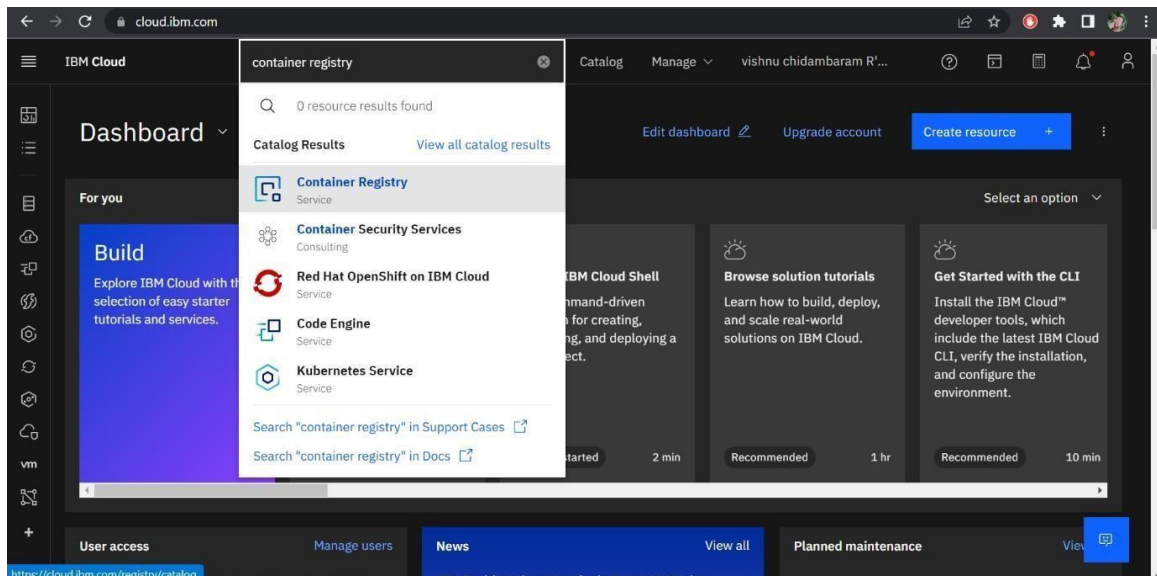 cloud.ibm.com
IBM Cloud
container registry
Catalog
Manage
vishnu chidambaram R'...
Dashboard
Edit dashboard
Upgrade account
Create resource +
0 resource results found
Catalog Results
View all catalog results
Container Registry
Service
Container Security Services
Consulting
Red Hat OpenShift on IBM Cloud
Service
Code Engine
Service
Kubernetes Service
Service
Search "container registry" in Support Cases
Search "container registry" in Docs
For you
Select an option
Build
Explore IBM Cloud with
selection of easy starter
tutorials and services.
IBM Cloud Shell
for creating,
and deploying a
2 min
Browse solution tutorials
Learn how to build, deploy,
and scale real-world
solutions on IBM Cloud.
Recommended
1 hr
Get Started with the CLI
Install the IBM Cloud™
developer tools, which
include the latest IBM Cloud
CLI, verify the installation,
and configure the
environment.
Recommended
10 min
vm
User access
Manage users
News
View all
Planned maintenance
https://cloud.ibm.com/registry/catalog